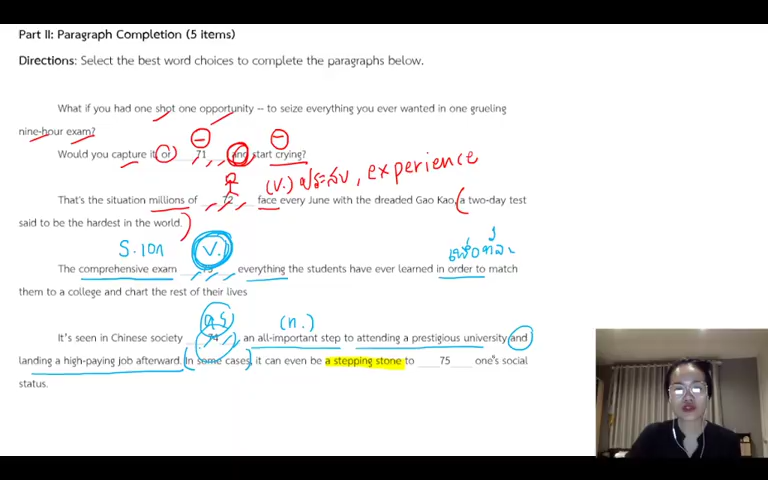 Part II: Paragraph Completion (5 items)
Directions: Select the best word choices to complete the paragraphs below.
What if you had one shot one opportunity -- to seize everything you ever wanted in one grueling
nine-hour exam?
Would you capture it or 71 and start crying?
(v.) ประสบ, experience
That's the situation millions of 72 face every June with the dreaded Gao Kao, (a two-day test
said to be the hardest in the world.)
S. เอก V. เพื่อที่จะ
The comprehensive exam everything the students have ever learned in order to match
them to a college and chart the rest of their lives
as (n.)
It's seen in Chinese society 74 an all-important step to attending a prestigious university and
landing a high-paying job afterward. (In some cases), it can even be a stepping stone to 75 one's social
status.